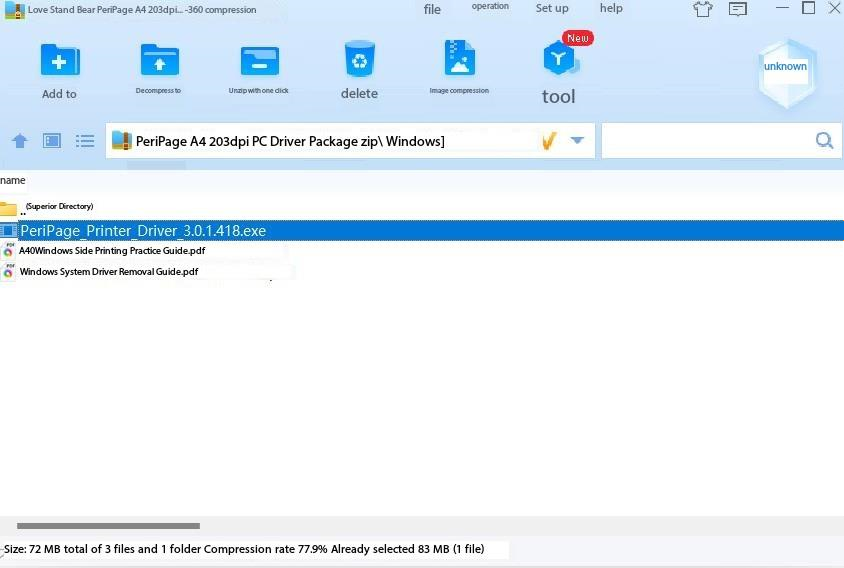 Love Stand Bear PeriPage A4 203dpi... -360 compression
file operation Set up help
New
Add to Decompress to Unzip with one click delete Image compression tool
unknown
PeriPage A4 203dpi PC Driver Package zip\ Windows]
name
.. (Superior Directory)
PeriPage_Printer_Driver_3.0.1.418.exe
PDF A40Windows Side Printing Practice Guide.pdf
PDF Windows System Driver Removal Guide.pdf
Size: 72 MB total of 3 files and 1 folder Compression rate 77.9% Already selected 83 MB (1 file)